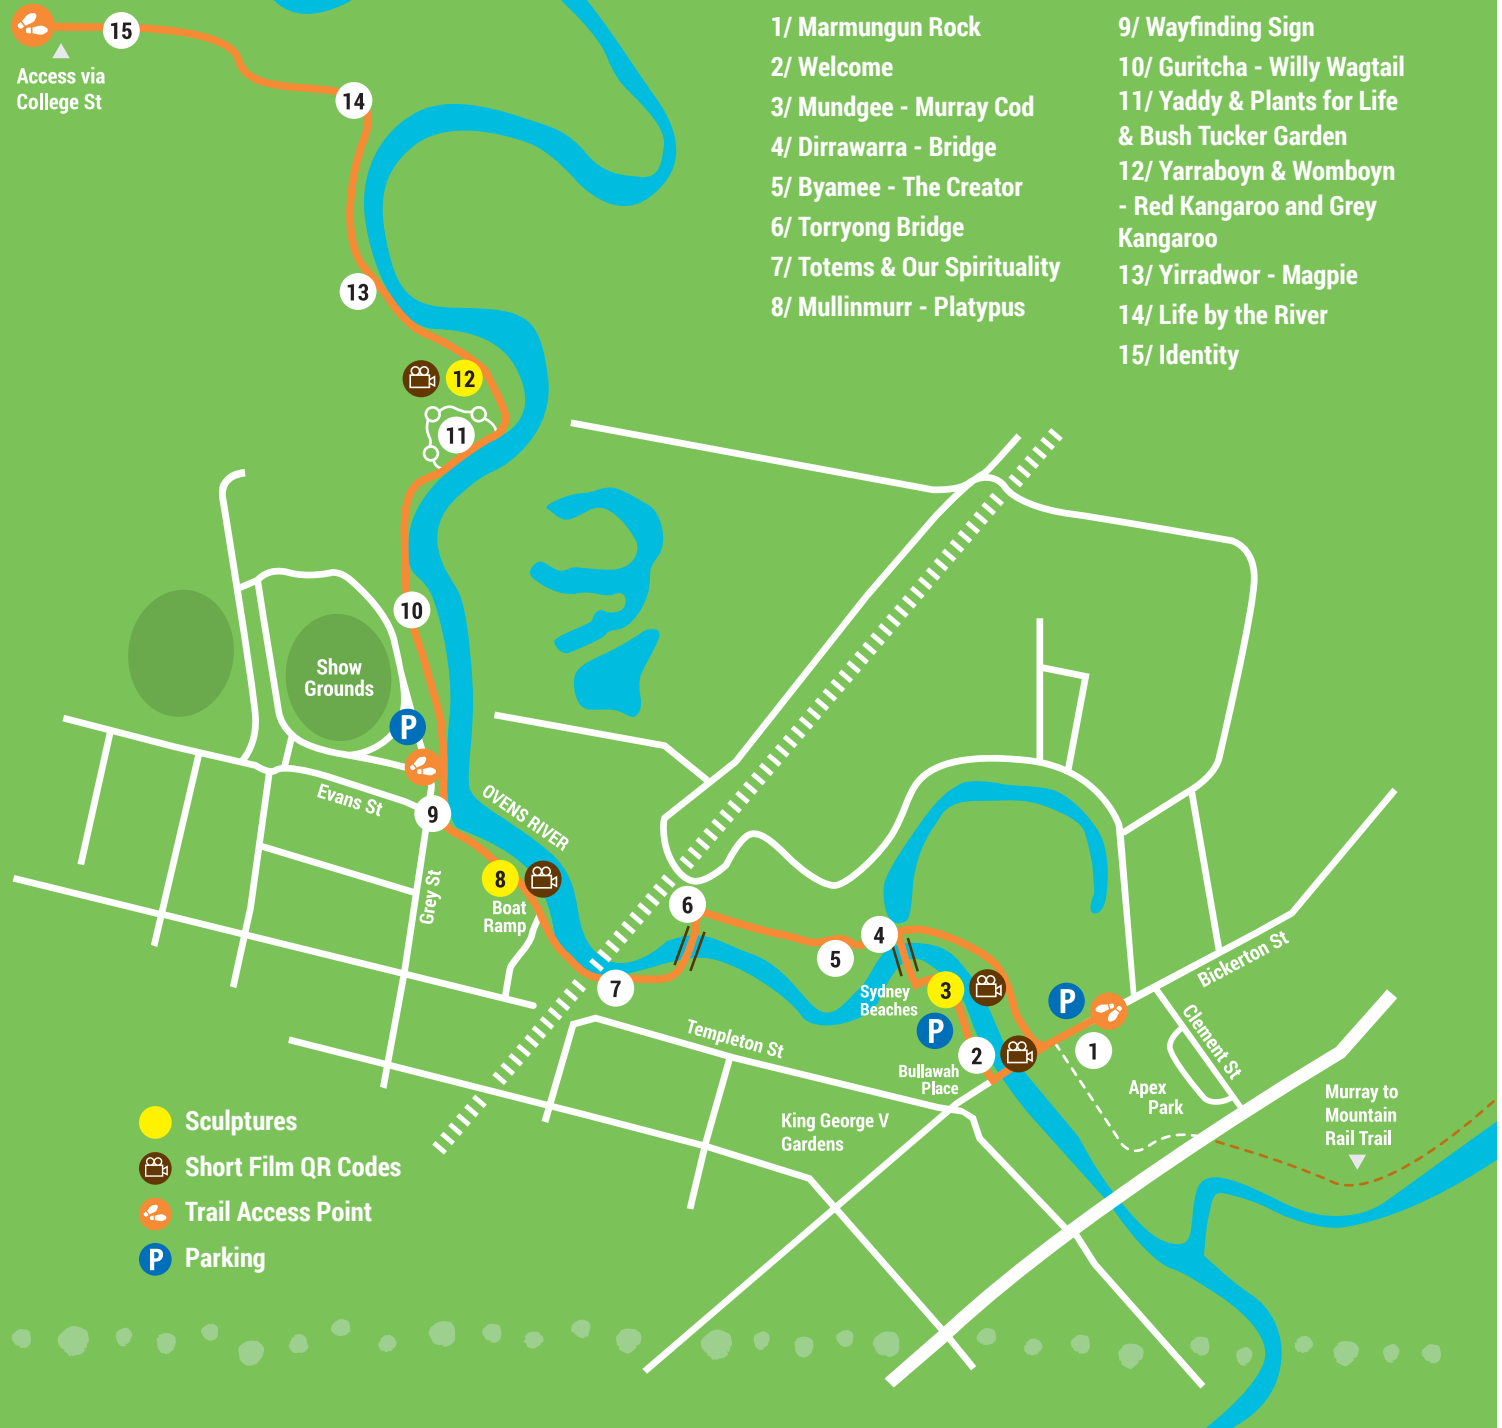 1/ Marmungun Rock
2/ Welcome
3/ Mundgee - Murray Cod
4/ Dirrawarra - Bridge
5/ Byamee - The Creator
6/ Torryong Bridge
7/ Totems & Our Spirituality
8/ Mullinmurr - Platypus
9/ Wayfinding Sign
10/ Guritcha - Willy Wagtail
11/ Yaddy & Plants for Life
& Bush Tucker Garden
12/ Yarraboyn & Womboyn
- Red Kangaroo and Grey
Kangaroo
13/ Yirradwor - Magpie
14/ Life by the River
15/ Identity
15
Access via
College St
14
13
12
11
10
Show
Grounds
P
Evans St
9
OVENS RIVER
Grey St
8
Boat
Ramp
6
7
4
5
Sydney
Beaches
3
P
P
Bickerton St
Clement St
1
2
Bullawah
Place
Templeton St
Apex
Park
King George V
Gardens
Murray to
Mountain
Rail Trail
Sculptures
Short Film QR Codes
Trail Access Point
P Parking